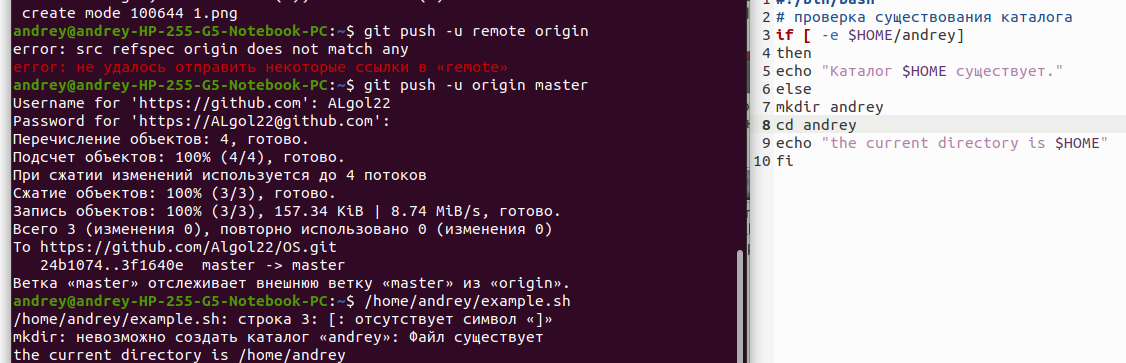 create mode 100644 1.png
andrey@andrey-HP-255-G5-Notebook-PC:~$ git push -u remote origin
error: src refspec origin does not match any
error: не удалось отправить некоторые ссылки в «remote»
andrey@andrey-HP-255-G5-Notebook-PC:~$ git push -u origin master
Username for 'https://github.com': ALgol22
Password for 'https://ALgol22@github.com':
Перечисление объектов: 4, готово.
Подсчет объектов: 100% (4/4), готово.
При сжатии изменений используется до 4 потоков
Сжатие объектов: 100% (3/3), готово.
Запись объектов: 100% (3/3), 157.34 KiB | 8.74 MiB/s, готово.
Всего 3 (изменения 0), повторно использовано 0 (изменения 0)
To https://github.com/Algol22/OS.git
24b1074..3f1640e  master -> master
Ветка «master» отслеживает внешнюю ветку «master» из «origin».
andrey@andrey-HP-255-G5-Notebook-PC:~$ /home/andrey/example.sh
/home/andrey/example.sh: строка 3: [: отсутствует символ «]»
mkdir: невозможно создать каталог «andrey»: Файл существует
the current directory is /home/andrey
1 #!/bin/bash
2 # проверка существования каталога
3 if [ -e $HOME/andrey]
4 then
5 echo "Каталог $HOME существует."
6 else
7 mkdir andrey
8 cd andrey
9 echo "the current directory is $HOME"
10 fi